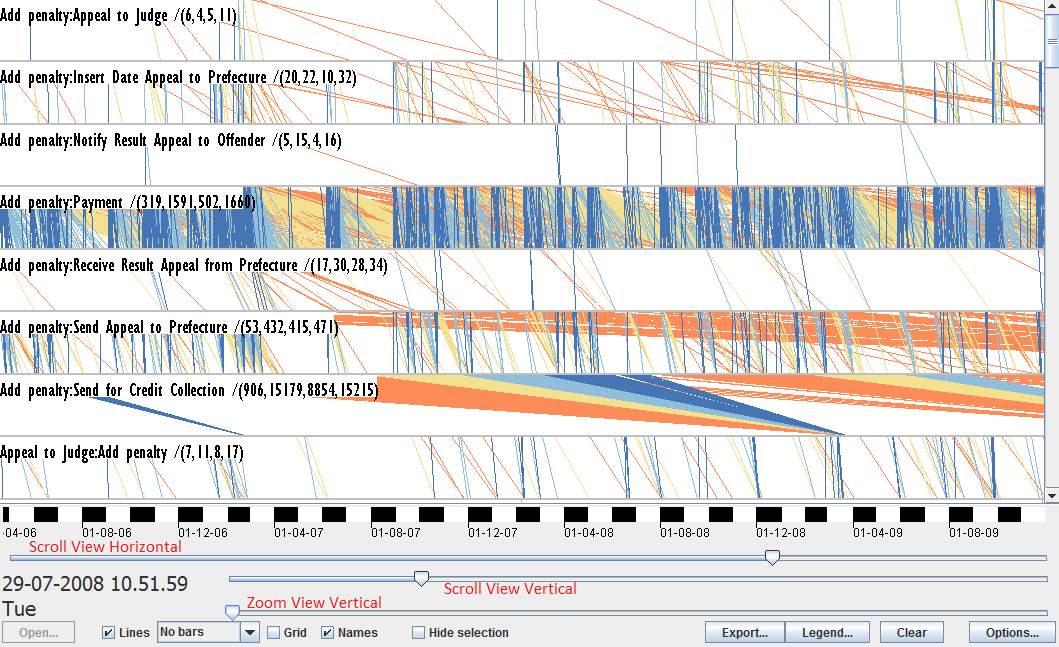 Add penalty:Appeal to Judge /(6,4,5,11)
Add penalty:Insert Date Appeal to Prefecture /(20,22,10,32)
Add penalty:Notify Result Appeal to Offender /(5,15,4,16)
Add penalty:Payment /(319,1591,502,1660)
Add penalty:Receive Result Appeal from Prefecture /(17,30,28,34)
Add penalty:Send Appeal to Prefecture /(53,432,415,471)
Add penalty:Send for Credit Collection /(906,15179,8854,15215)
Appeal to Judge:Add penalty /(7,11,8,17)
·04-06 01-08-06 01-12-06 01-04-07 01-08-07 01-12-07 01-04-08 01-08-08 01-12-08 01-04-09 01-08-09
Scroll View Horizontal
29-07-2008 10.51.59
Scroll View Vertical
Tue
Zoom View Vertical
Open... Lines No bars Grid Names Hide selection Export... Legend... Clear Options...